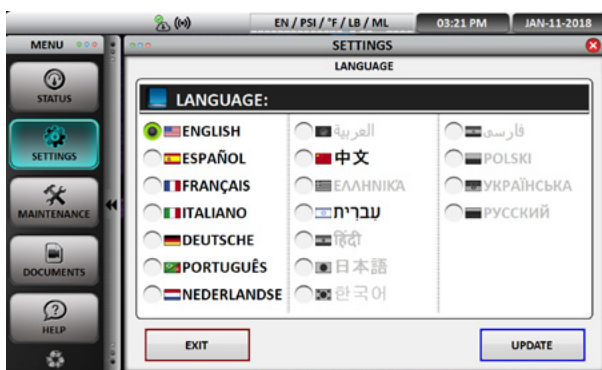 EN / PSI / °F / LB / ML
03:21 PM
JAN-11-2018
MENU
SETTINGS
LANGUAGE
STATUS
SETTINGS
MAINTENANCE
DOCUMENTS
HELP
LANGUAGE:
ENGLISH
ESPAÑOL
FRANÇAIS
ITALIANO
DEUTSCHE
PORTUGUÊS
NEDERLANDSE
العربية
中文
ΕΛΛΗΝΙΚΆ
עברית
हिंदी
日本語
한국어
فارسی
POLSKI
УКРАЇНСЬКА
РУССКИЙ
EXIT
UPDATE